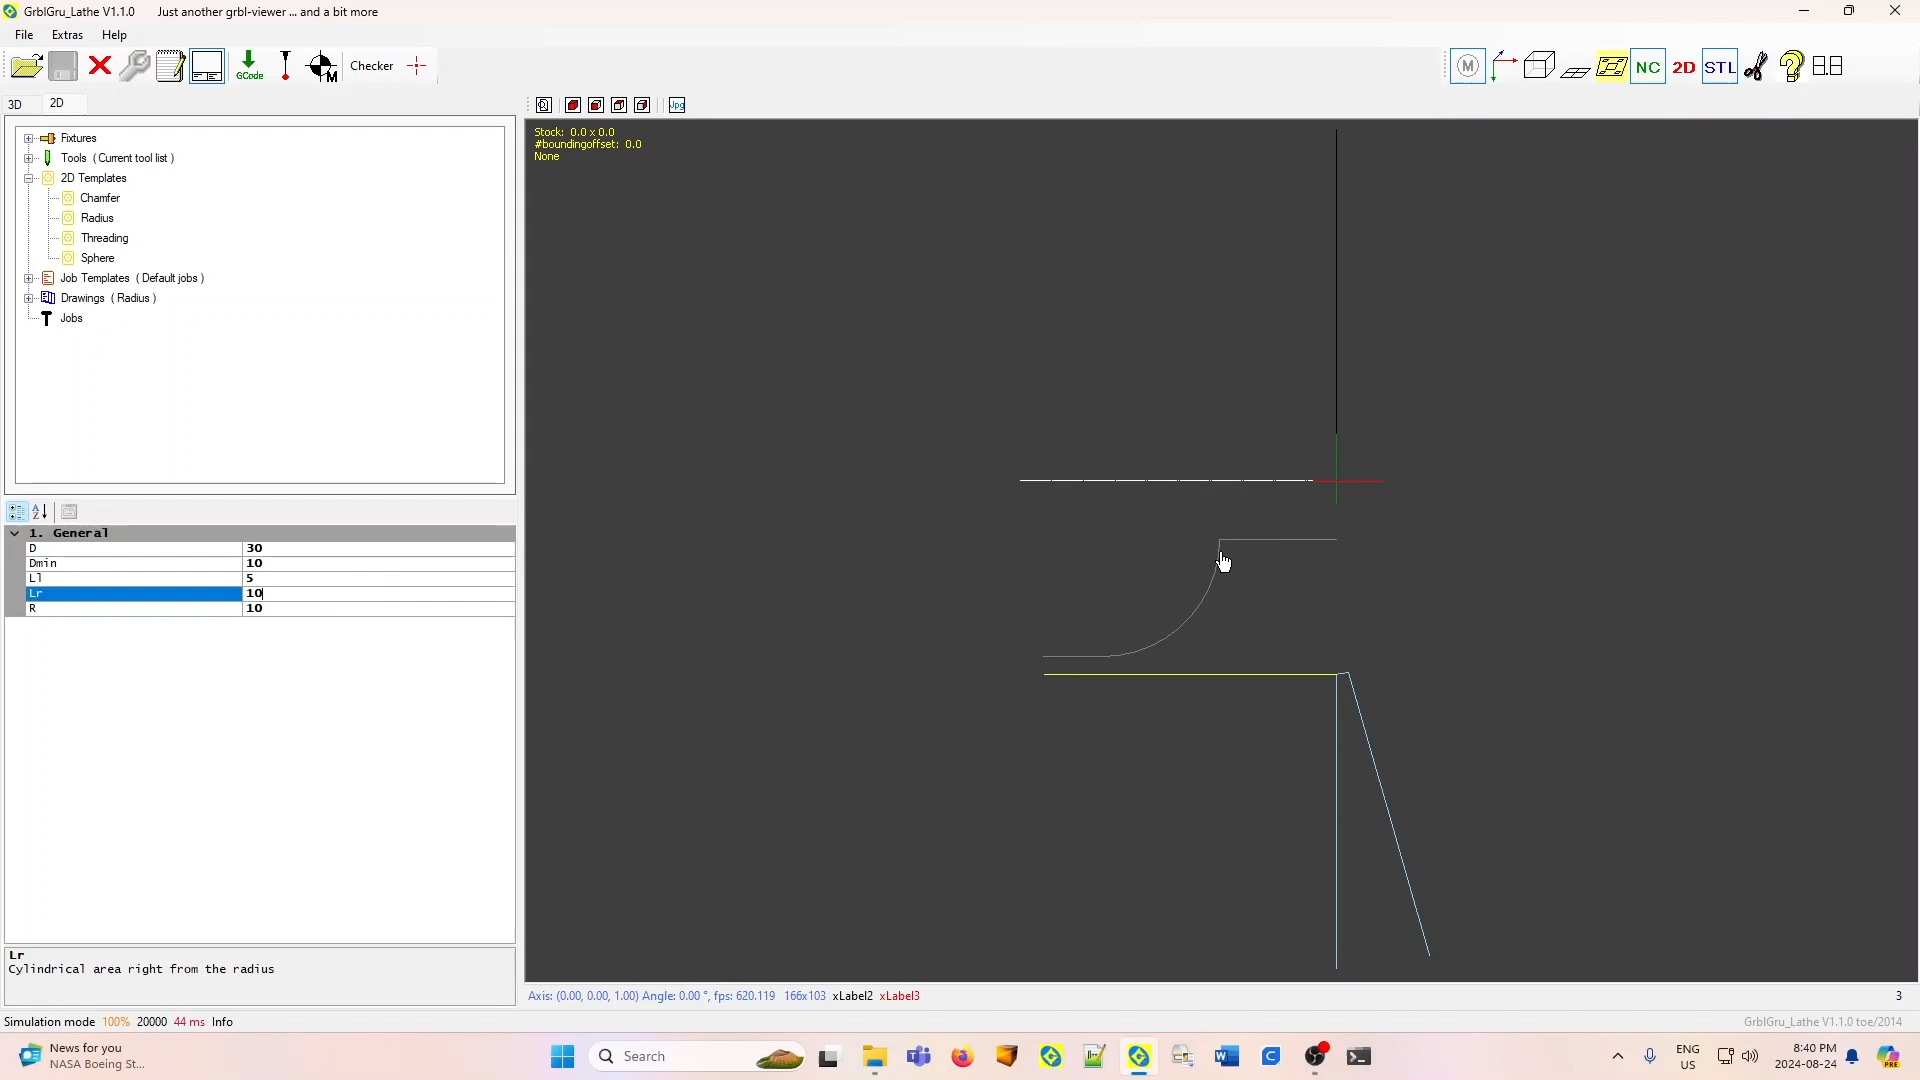 GrblGru_Lathe V1.1.0 Just another grbl-viewer ... and a bit more
File Extras Help
GCode M Checker M NC 2D STL
3D 2D
Jpg
Fixtures
Tools ( Current tool list )
2D Templates
Chamfer
Radius
Threading
Sphere
Job Templates ( Default jobs )
Drawings ( Radius )
Jobs
Stock: 0.0 x 0.0
#boundingoffset: 0.0
None
1. General
D 30
Dmin 10
Ll 5
Lr 10
R 10
Lr
Cylindrical area right from the radius
Axis: (0.00, 0.00, 1.00) Angle: 0.00 °, fps: 620.119 166x103 xLabel2 xLabel3 3
Simulation mode 100% 20000 44 ms Info GrblGru_Lathe V1.1.0 toe/2014
News for you
NASA Boeing St...
Search
ENG
US
8:40 PM
2024-08-24
PRE